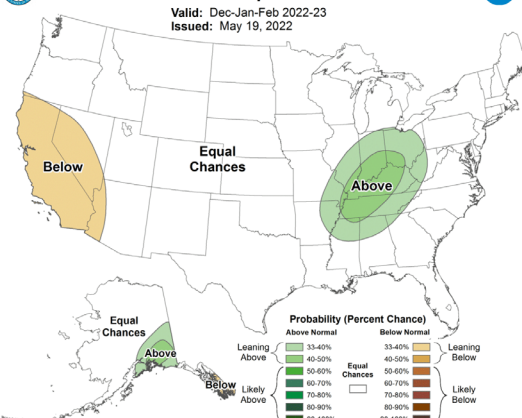 Valid: Dec-Jan-Feb 2022-23
Issued: May 19, 2022
Equal
Chances
Below
Above
Equal
Chances
Above
Below
Probability (Percent Chance)
Above Normal
Below Normal
Leaning
Above
33-40%
40-50%
50-60%
60-70%
70-80%
80-90%
Likely
Above
Equal
Chances
33-40%
40-50%
50-60%
60-70%
70-80%
80-90%
Leaning
Below
Likely
Below